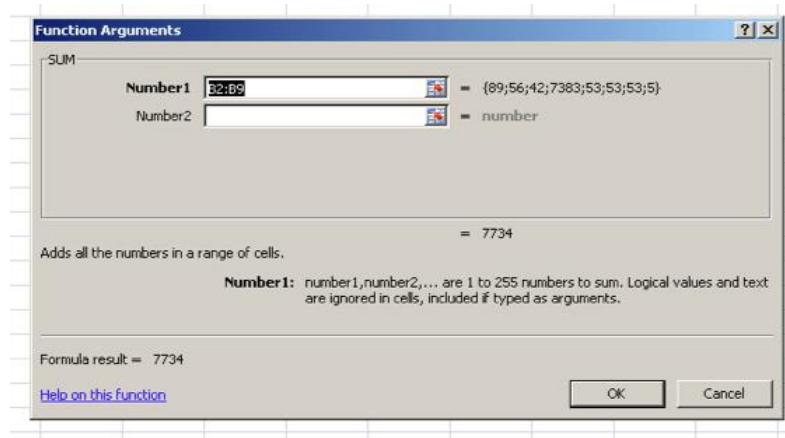 Function Arguments
SUM
Number1 B2:B9 = {89;56;42;7383;53;53;53;5}
Number2 = number
= 7734
Adds all the numbers in a range of cells.
Number1: number1,number2,... are 1 to 255 numbers to sum. Logical values and text
are ignored in cells, included if typed as arguments.
Formula result = 7734
Help on this function OK Cancel